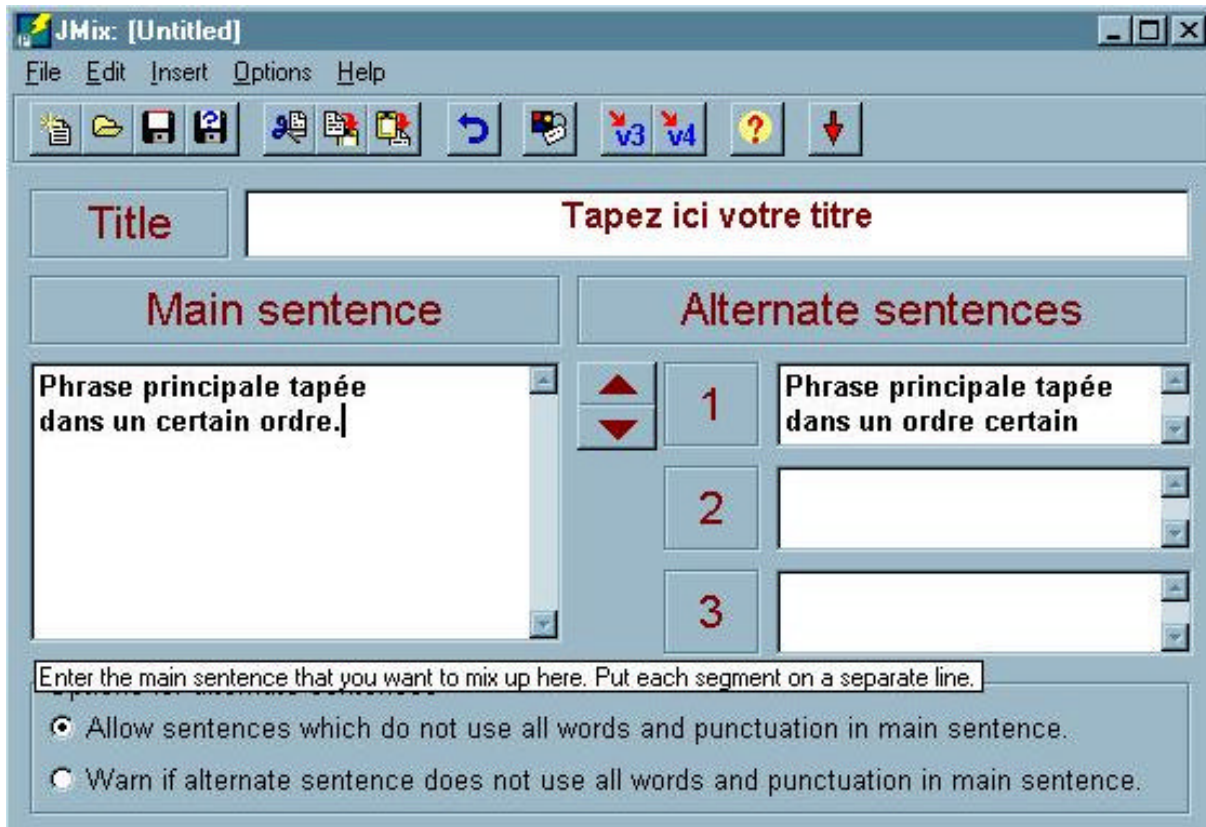 JMix: [Untitled]
File Edit Insert Options Help
v3 v4 ?
Title
Tapez ici votre titre
Main sentence
Alternate sentences
Phrase principale tapée
dans un certain ordre.
1
Phrase principale tapée
dans un ordre certain
2
3
Enter the main sentence that you want to mix up here. Put each segment on a separate line.
Allow sentences which do not use all words and punctuation in main sentence.
Warn if alternate sentence does not use all words and punctuation in main sentence.